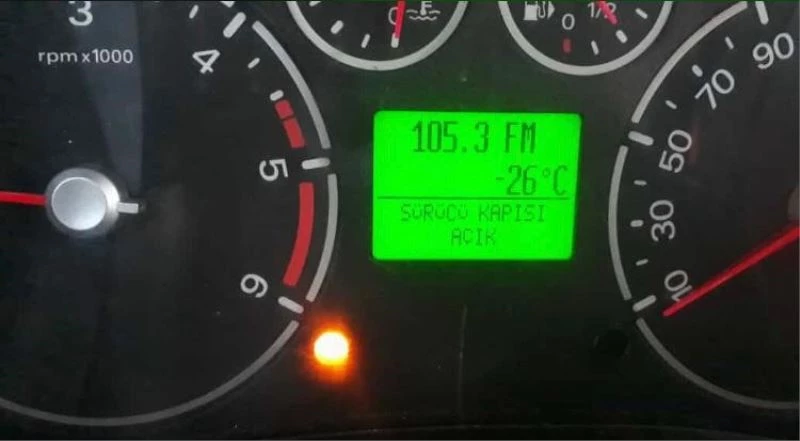 3
rpm x 1000
4
5
6
C
0
1/2
105.3 FM
-26°C
SÜRÜCÜ KAPISI
AÇIK
90
70
50
30
10